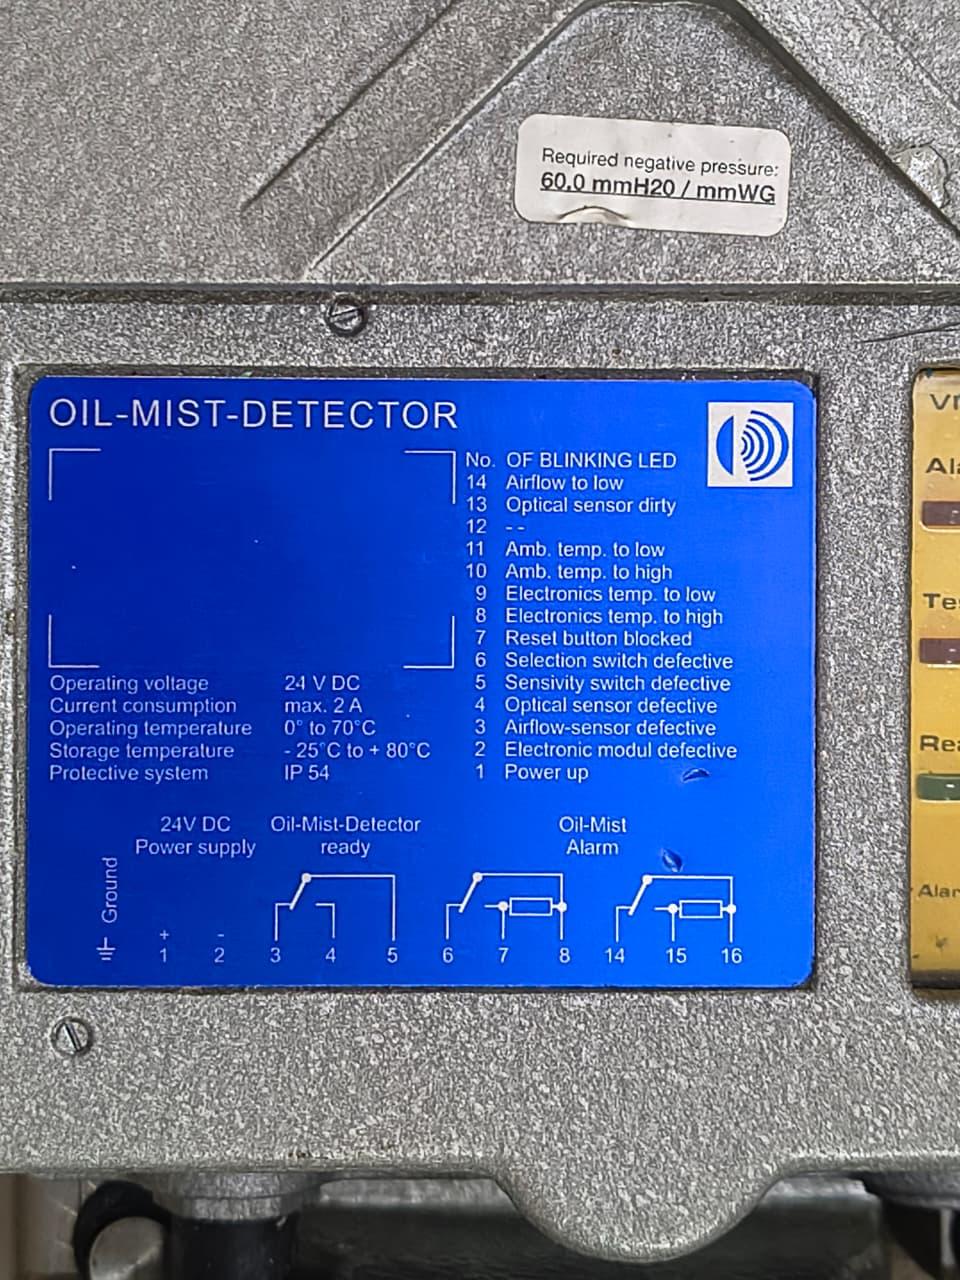 Required negative pressure:
60,0 mmH20 / mmWG
OIL-MIST-DETECTOR
No. OF BLINKING LED
14 Airflow to low
13 Optical sensor dirty
12 - -
11 Amb. temp. to low
10 Amb. temp. to high
9 Electronics temp. to low
8 Electronics temp. to high
7 Reset button blocked
6 Selection switch defective
5 Sensivity switch defective
4 Optical sensor defective
3 Airflow-sensor defective
2 Electronic modul defective
1 Power up
Operating voltage 24 V DC
Current consumption max. 2 A
Operating temperature 0° to 70°C
Storage temperature - 25°C to + 80°C
Protective system IP 54
24V DC
Power supply
Oil-Mist-Detector
ready
Oil-Mist
Alarm
Ground
+ -
1 2 3 4 5 6 7 8 14 15 16